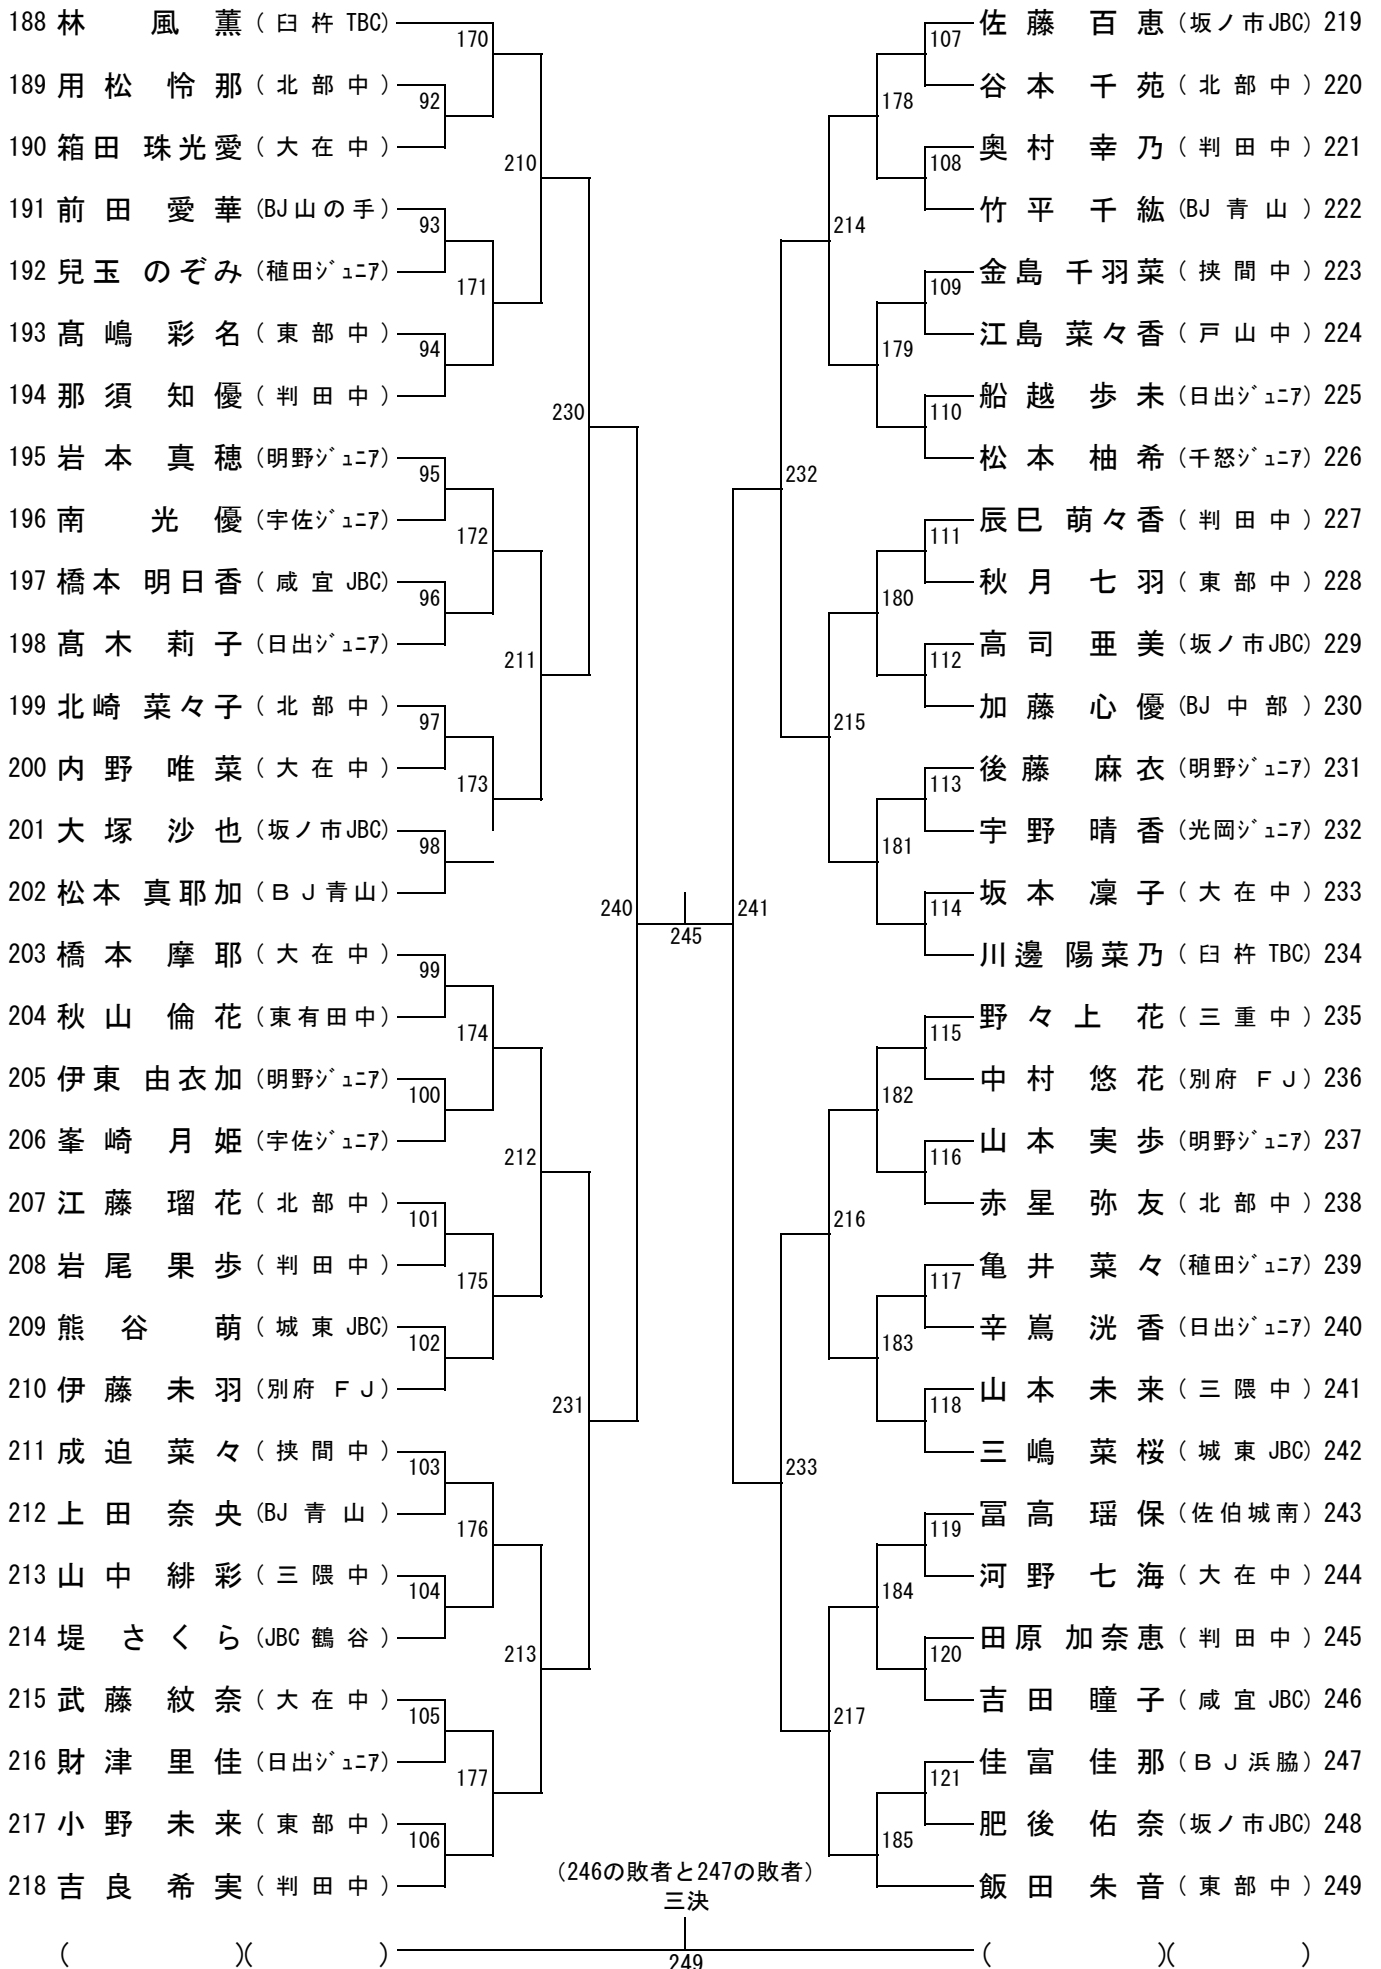 188 林 風 薫 ( 臼 杵 TBC)
189 用 松 怜 那 ( 北 部 中 )
190 箱 田 珠 光 愛 ( 大 在 中 )
191 前 田 愛 華 (BJ 山 の 手)
192 兒 玉 の ぞ み (稙田ｼﾞｭﾆｱ)
193 髙 嶋 彩 名 ( 東 部 中 )
194 那 須 知 優 ( 判 田 中 )
195 岩 本 真 穂 (明野ｼﾞｭﾆｱ)
196 南 光 優 (宇佐ｼﾞｭﾆｱ)
197 橋 本 明 日 香 ( 咸 宜 JBC)
198 髙 木 莉 子 (日出ｼﾞｭﾆｱ)
199 北 崎 菜 々 子 ( 北 部 中 )
200 内 野 唯 菜 ( 大 在 中 )
201 大 塚 沙 也 (坂ノ市JBC)
202 松 本 真 耶 加 ( Ｂ Ｊ 青 山 )
203 橋 本 摩 耶 ( 大 在 中 )
204 秋 山 倫 花 (東 有 田 中)
205 伊 東 由 衣 加 (明野ｼﾞｭﾆｱ)
206 峯 崎 月 姫 (宇佐ｼﾞｭﾆｱ)
207 江 藤 瑠 花 ( 北 部 中 )
208 岩 尾 果 歩 ( 判 田 中 )
209 熊 谷 萌 ( 城 東 JBC)
210 伊 藤 未 羽 (別府 Ｆ Ｊ )
211 成 迫 菜 々 ( 挟 間 中 )
212 上 田 奈 央 (BJ 青 山 )
213 山 中 緋 彩 ( 三 隈 中 )
214 堤 さ く ら (JBC 鶴 谷 )
215 武 藤 紋 奈 ( 大 在 中 )
216 財 津 里 佳 (日出ｼﾞｭﾆｱ)
217 小 野 未 来 ( 東 部 中 )
218 吉 良 希 実 ( 判 田 中 )
( )( )
92
93
94
95
96
97
98
99
100
101
102
103
104
105
106
170
171
172
173
174
175
176
177
210
211
212
213
230
231
240
245
241
232
233
214
215
216
217
178
179
180
181
182
183
184
185
107
108
109
110
111
112
113
114
115
116
117
118
119
120
121
佐 藤 百 恵 (坂ノ市JBC) 219
谷 本 千 苑 ( 北 部 中 ) 220
奥 村 幸 乃 ( 判 田 中 ) 221
竹 平 千 紘 (BJ 青 山 ) 222
金 島 千 羽 菜 ( 挟 間 中 ) 223
江 島 菜 々 香 ( 戸 山 中 ) 224
船 越 歩 未 (日出ｼﾞｭﾆｱ) 225
松 本 柚 希 (千怒ｼﾞｭﾆｱ) 226
辰 巳 萌 々 香 ( 判 田 中 ) 227
秋 月 七 羽 ( 東 部 中 ) 228
高 司 亜 美 (坂ノ市JBC) 229
加 藤 心 優 (BJ 中 部 ) 230
後 藤 麻 衣 (明野ｼﾞｭﾆｱ) 231
宇 野 晴 香 (光岡ｼﾞｭﾆｱ) 232
坂 本 凜 子 ( 大 在 中 ) 233
川 邊 陽 菜 乃 ( 臼 杵 TBC) 234
野 々 上 花 ( 三 重 中 ) 235
中 村 悠 花 (別府 Ｆ Ｊ ) 236
山 本 実 歩 (明野ｼﾞｭﾆｱ) 237
赤 星 弥 友 ( 北 部 中 ) 238
亀 井 菜 々 (稙田ｼﾞｭﾆｱ) 239
辛 嶌 洸 香 (日出ｼﾞｭﾆｱ) 240
山 本 未 来 ( 三 隈 中 ) 241
三 嶋 菜 桜 ( 城 東 JBC) 242
冨 高 瑶 保 (佐 伯 城 南) 243
河 野 七 海 ( 大 在 中 ) 244
田 原 加 奈 恵 ( 判 田 中 ) 245
吉 田 瞳 子 ( 咸 宜 JBC) 246
佳 富 佳 那 ( Ｂ Ｊ 浜 脇) 247
肥 後 佑 奈 (坂ノ市JBC) 248
飯 田 朱 音 ( 東 部 中 ) 249
( )( )
(246の敗者と247の敗者)
三決
249